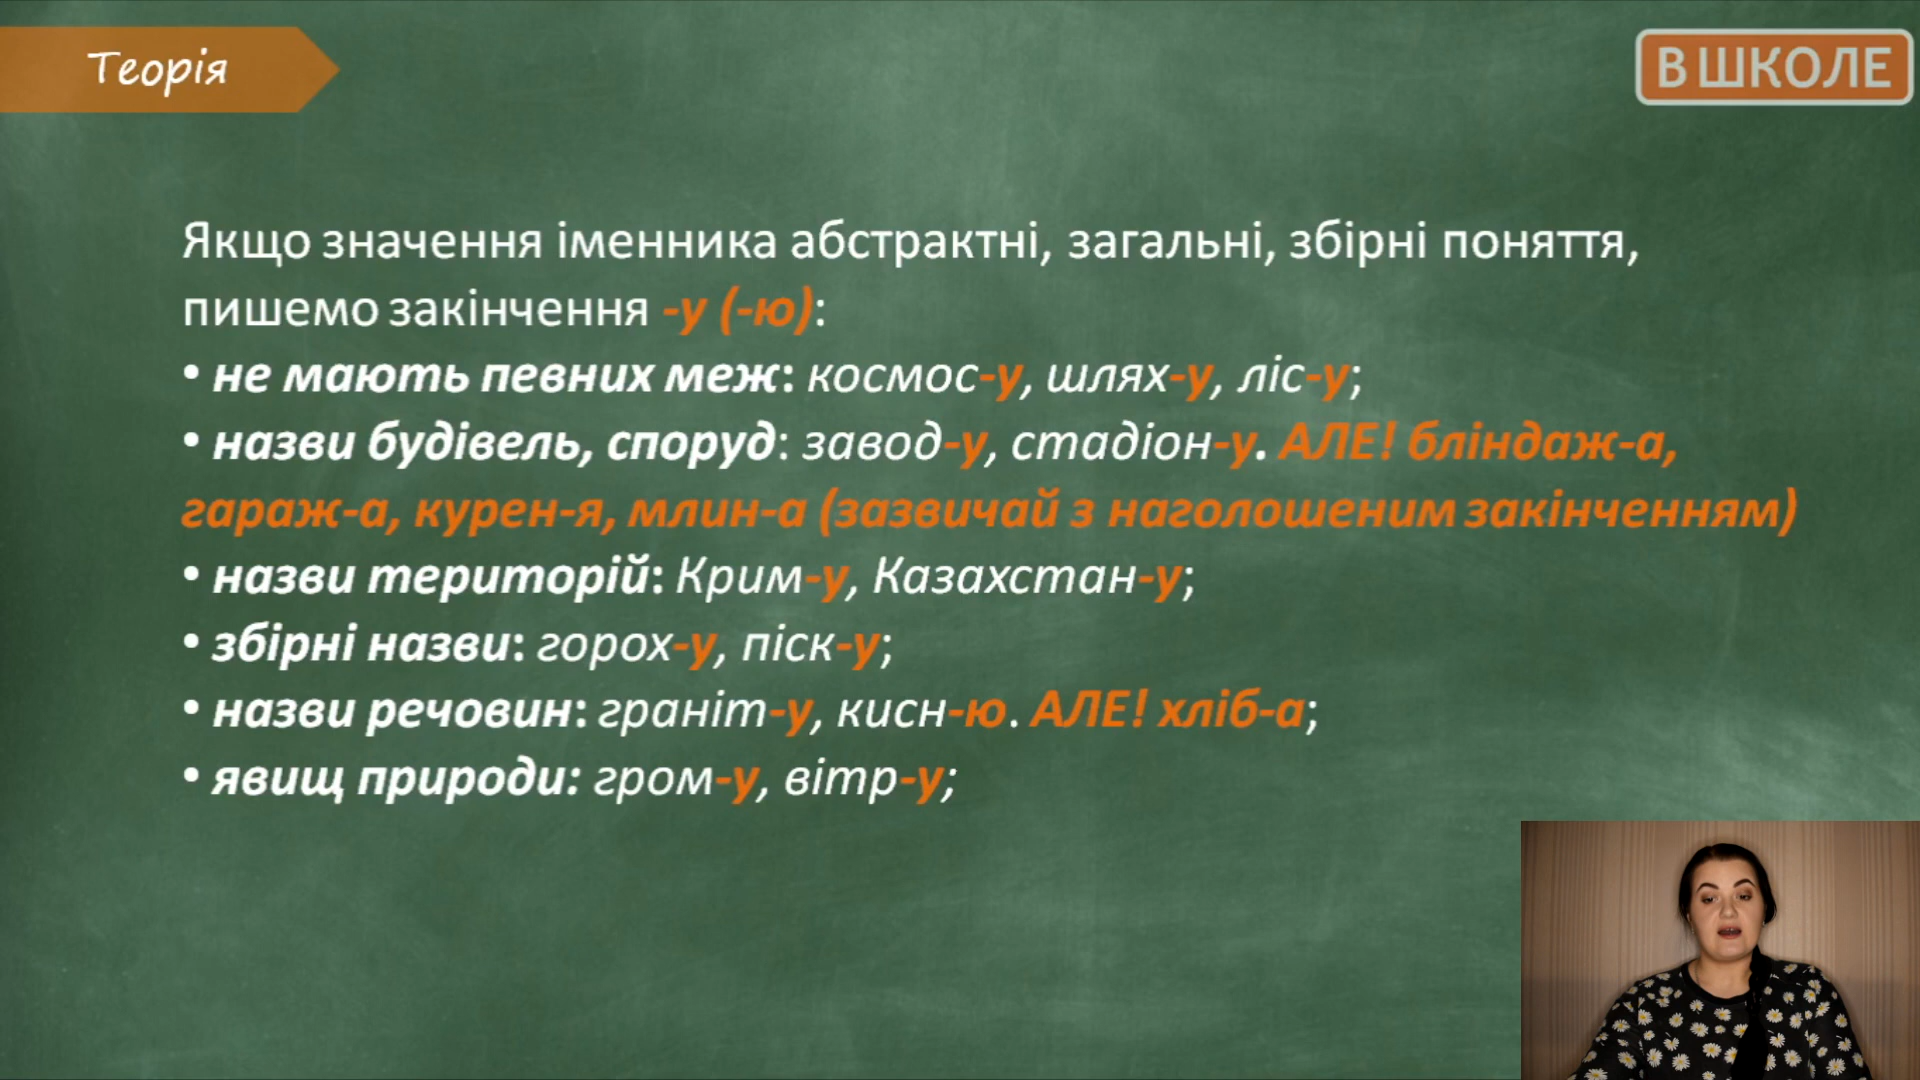 Теорія
В ШКОЛЕ
Якщо значення іменника абстрактні, загальні, збірні поняття,
пишемо закінчення -у (-ю):
• не мають певних меж: космос-у, шлях-у, ліс-у;
• назви будівель, споруд: завод-у, стадіон-у. АЛЕ! бліндаж-а,
гараж-а, курен-я, млин-а (зазвичай з наголошеним закінченням)
• назви територій: Крим-у, Казахстан-у;
• збірні назви: горох-у, піск-у;
• назви речовин: граніт-у, кисн-ю. АЛЕ! хліб-а;
• явищ природи: гром-у, вітр-у;